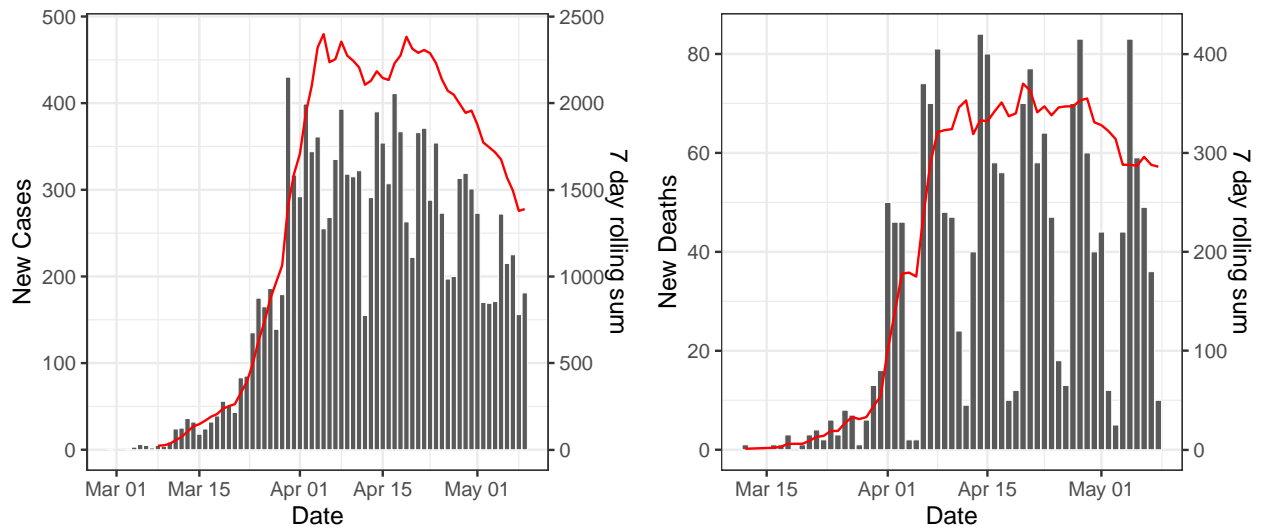 New Cases
500
400
300
200
100
0
2500
2000
1500
1000
500
0
7 day rolling sum
Mar 01
Mar 15
Apr 01
Apr 15
May 01
Date
New Deaths
80
60
40
20
0
400
300
200
100
0
7 day rolling sum
Mar 15
Apr 01
Apr 15
May 01
Date